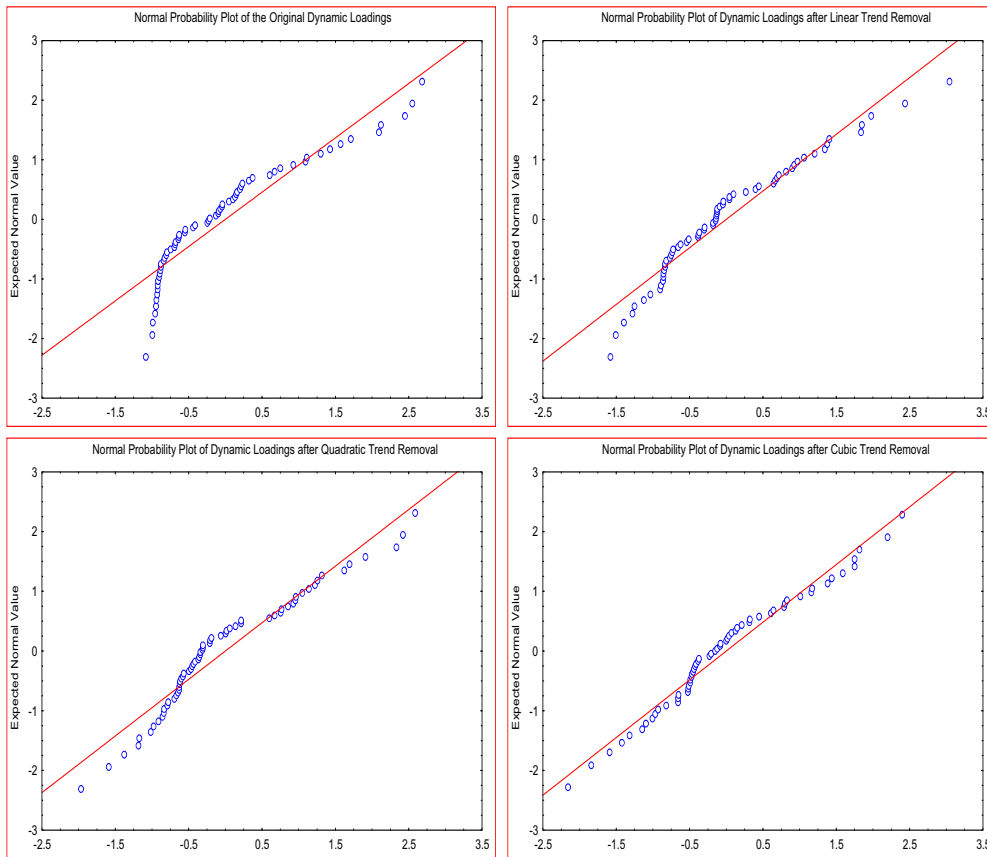 Normal Probability Plot of the Original Dynamic Loadings
Expected Normal Value
3
2
1
0
-1
-2
-3
-2.5 -1.5 -0.5 0.5 1.5 2.5 3.5
Normal Probability Plot of Dynamic Loadings after Linear Trend Removal
Expected Normal Value
3
2
1
0
-1
-2
-3
-2.5 -1.5 -0.5 0.5 1.5 2.5 3.5
Normal Probability Plot of Dynamic Loadings after Quadratic Trend Removal
Expected Normal Value
3
2
1
0
-1
-2
-3
-2.5 -1.5 -0.5 0.5 1.5 2.5 3.5
Normal Probability Plot of Dynamic Loadings after Cubic Trend Removal
Expected Normal Value
3
2
1
0
-1
-2
-3
-2.5 -1.5 -0.5 0.5 1.5 2.5 3.5